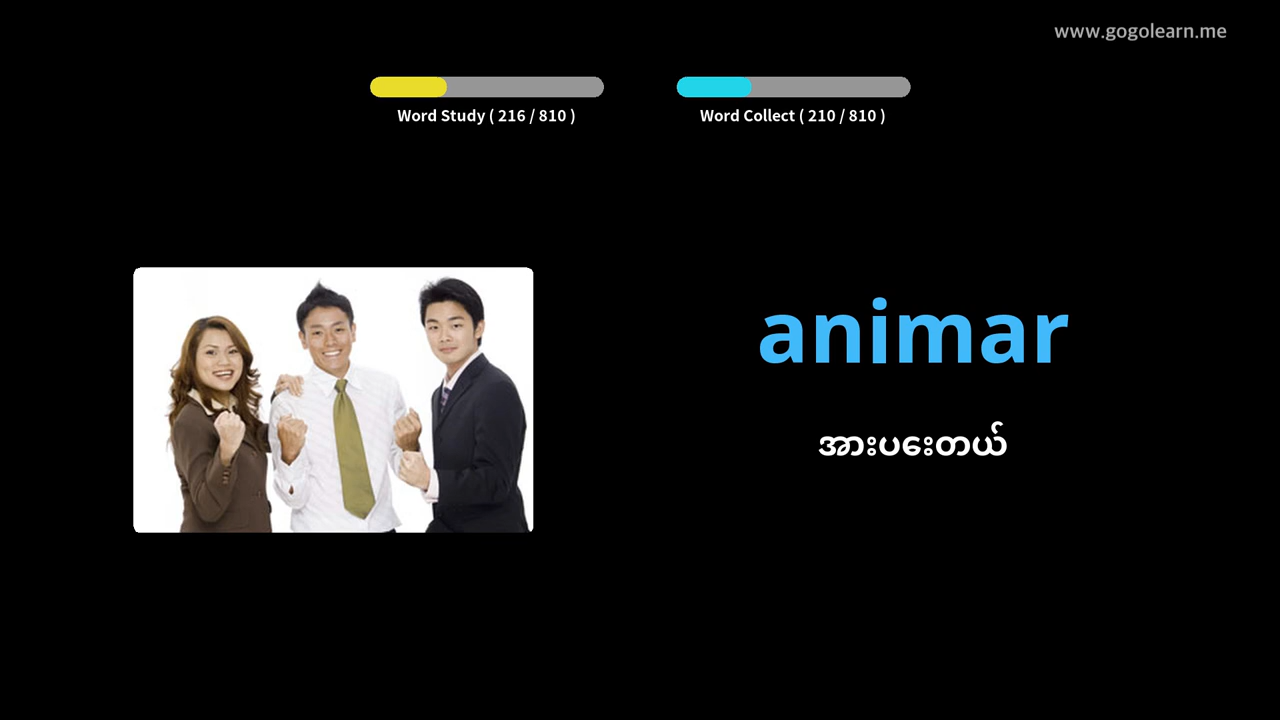 www.gogolearn.me
Word Study ( 216 / 810 )
Word Collect ( 210 / 810 )
animar
အားပေးတယ်